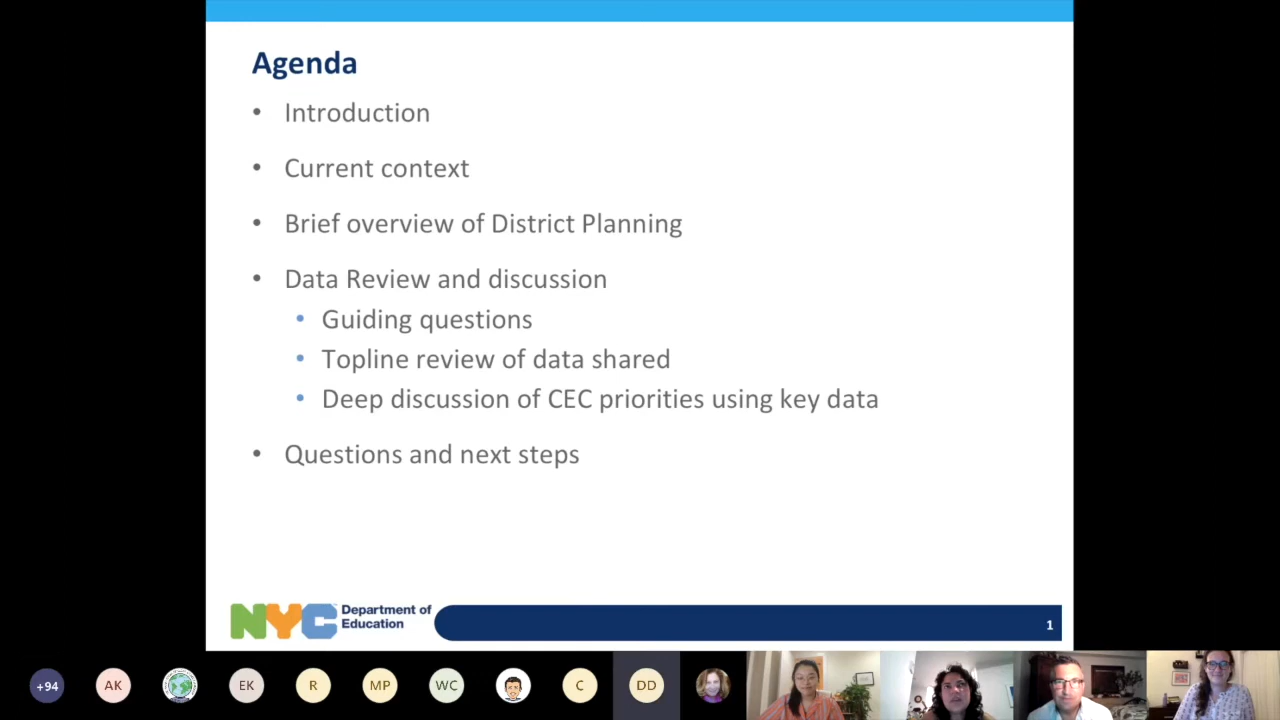 Agenda
• Introduction
• Current context
• Brief overview of District Planning
• Data Review and discussion
• Guiding questions
• Topline review of data shared
• Deep discussion of CEC priorities using key data
• Questions and next steps
NYC
Department of
Education
1
+94
AK
EK
R
MP
WC
C
DD